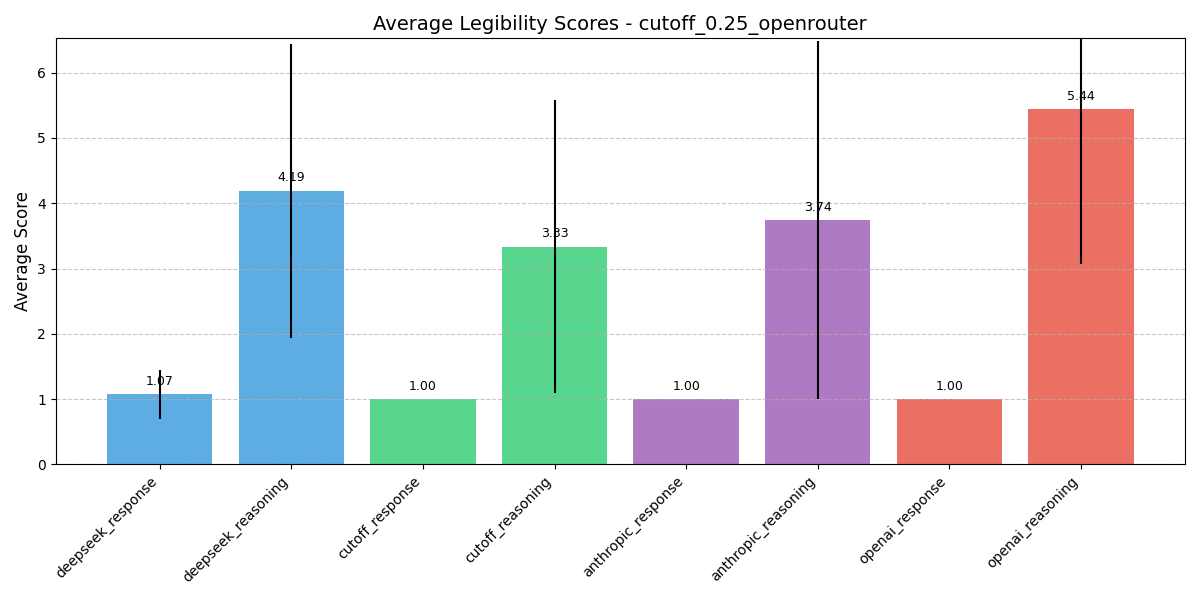 Average Legibility Scores - cutoff_0.25_openrouter
Average Score
6
5
4
3
2
1
0
1.07
4.19
1.00
3.33
1.00
3.74
1.00
5.44
deepseek_response
deepseek_reasoning
cutoff_response
cutoff_reasoning
anthropic_response
anthropic_reasoning
openai_response
openai_reasoning